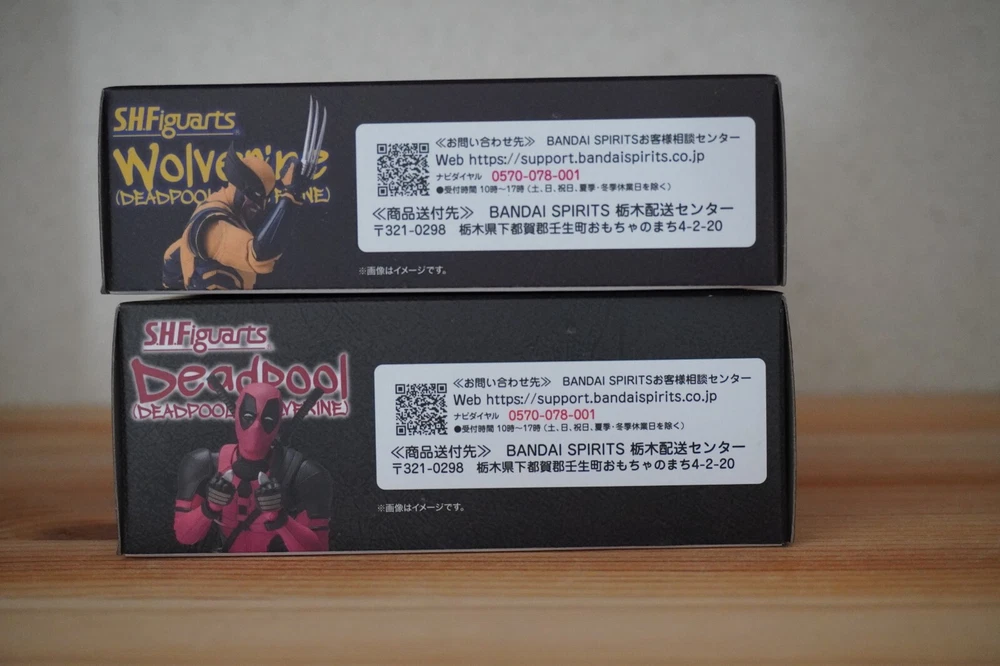 S.H.Figuarts
Wolverine
(DEADPOOL
≪お問い合わせ先≫ BANDAI SPIRITSお客様相談センター
Web https://support.bandaispirits.co.jp
ナビダイヤル 0570-078-001
●受付時間 10時~17時 (土、日、祝日、夏季・冬季休業日を除く)
≪商品送付先≫ BANDAI SPIRITS 栃木配送センター
〒321-0298 栃木県下都賀郡壬生町おもちゃのまち4-2-20
※画像はイメージです。
S.H.Figuarts
Deadpool
(DEADPOOL
≪お問い合わせ先≫ BANDAI SPIRITSお客様相談センター
Web https://support.bandaispirits.co.jp
ナビダイヤル 0570-078-001
●受付時間 10時~17時 (土、日、祝日、夏季・冬季休業日を除く)
≪商品送付先≫ BANDAI SPIRITS 栃木配送センター
〒321-0298 栃木県下都賀郡壬生町おもちゃのまち4-2-20
※画像はイメージです。